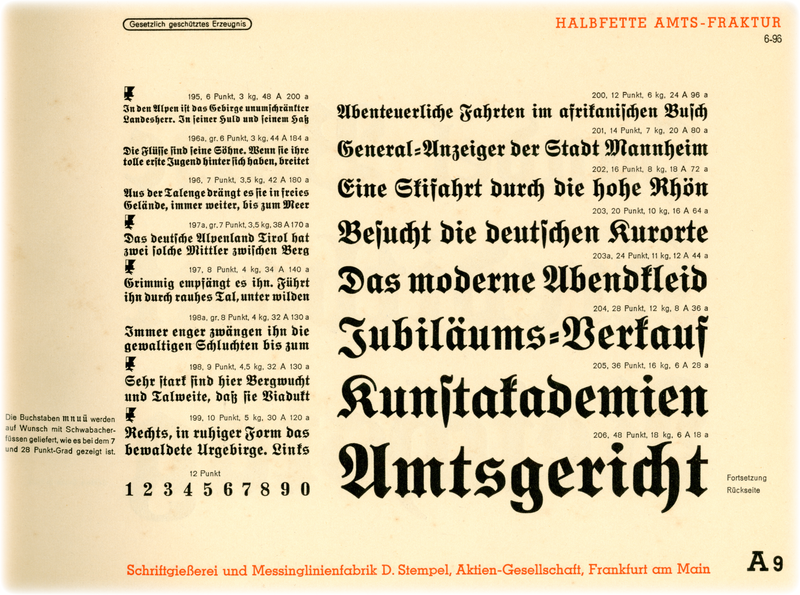 Gesetzlich geschütztes Erzeugnis
HALBFETTE AMTS-FRAKTUR
6-96
195, 6 Punkt, 3 kg, 48 A 200 a
In den Alpen ist das Gebirge unumschränkter
Landesherr. In seiner Huld und seinem Haß
196a, gr. 6 Punkt, 3 kg, 44 A 184 a
Die Flüsse sind seine Söhne. Wenn sie ihre
tolle erste Jugend hinter sich haben, breitet
196, 7 Punkt, 3,5 kg, 42 A 180 a
Aus der Talenge drängt es sie in freies
Gelände, immer weiter, bis zum Meer
197a, gr. 7 Punkt, 3,5 kg, 38 A 170 a
Das deutsche Alpenland Tirol hat
zwei solche Mittler zwischen Berg
197, 8 Punkt, 4 kg, 34 A 140 a
Grimmig empfängt es ihn. Führt
ihn durch rauhes Tal, unter wilden
198a, gr. 8 Punkt, 4 kg, 32 A 130 a
Immer enger zwängen ihn die
gewaltigen Schluchten bis zum
198, 9 Punkt, 4,5 kg, 32 A 130 a
Sehr stark sind hier Bergwucht
und Talweite, daß sie Viadukt
199, 10 Punkt, 5 kg, 30 A 120 a
Rechts, in ruhiger Form das
bewaldete Urgebirge. Links
12 Punkt
1 2 3 4 5 6 7 8 9 0
Die Buchstaben m n u ü werden
auf Wunsch mit Schwabacher-
füssen geliefert, wie es bei dem 7
und 28 Punkt-Grad gezeigt ist.
200, 12 Punkt, 6 kg, 24 A 96 a
Abenteuerliche Fahrten im afrikanischen Busch
201, 14 Punkt, 7 kg, 20 A 80 a
General-Anzeiger der Stadt Mannheim
202, 16 Punkt, 8 kg, 18 A 72 a
Eine Skifahrt durch die hohe Rhön
203, 20 Punkt, 10 kg, 16 A 64 a
Besucht die deutschen Kurorte
203a, 24 Punkt, 11 kg, 12 A 44 a
Das moderne Abendkleid
204, 28 Punkt, 12 kg, 8 A 36 a
Jubiläums-Verkauf
205, 36 Punkt, 16 kg, 6 A 28 a
Kunstakademien
206, 48 Punkt, 18 kg, 6 A 18 a
Amtsgericht
Fortsetzung
Rückseite
Schriftgießerei und Messinglinienfabrik D. Stempel, Aktien-Gesellschaft, Frankfurt am Main
A 9